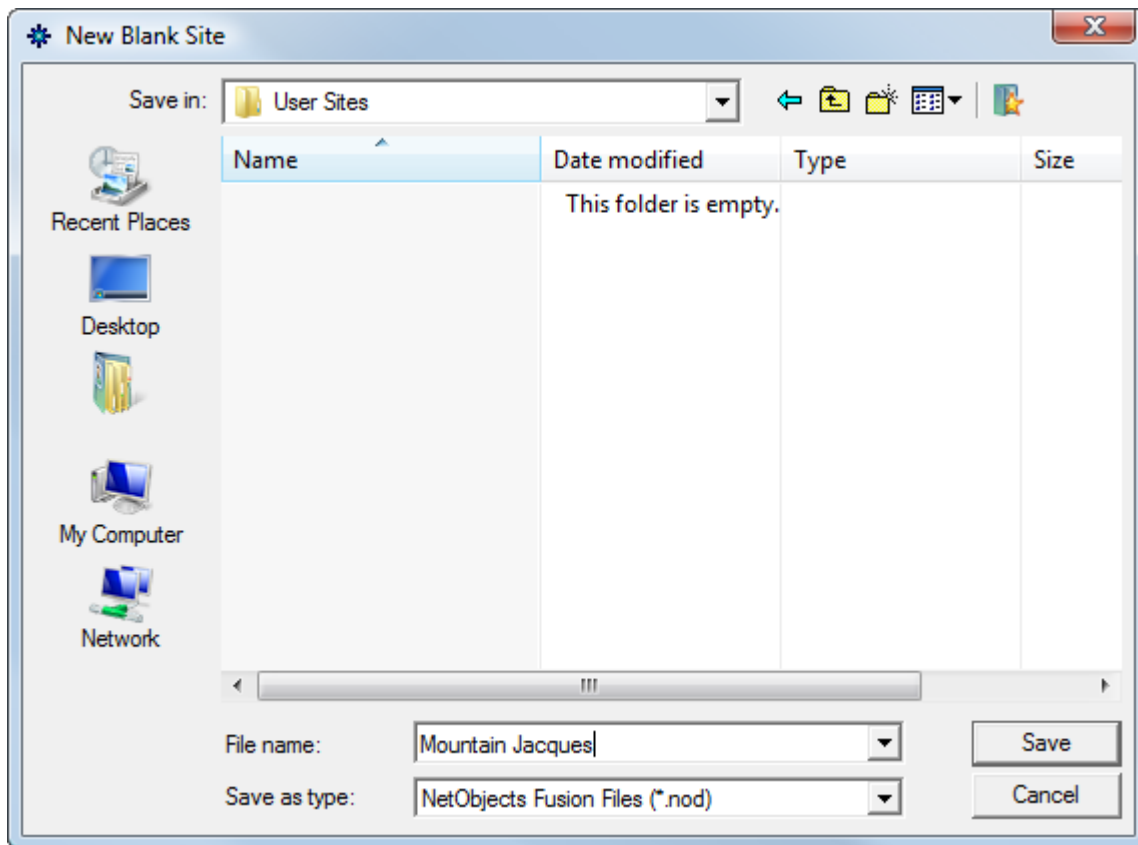 New Blank Site
Save in: User Sites
Name Date modified Type Size
This folder is empty.
Recent Places
Desktop
My Computer
Network
File name: Mountain Jacques Save
Save as type: NetObjects Fusion Files (*.nod) Cancel